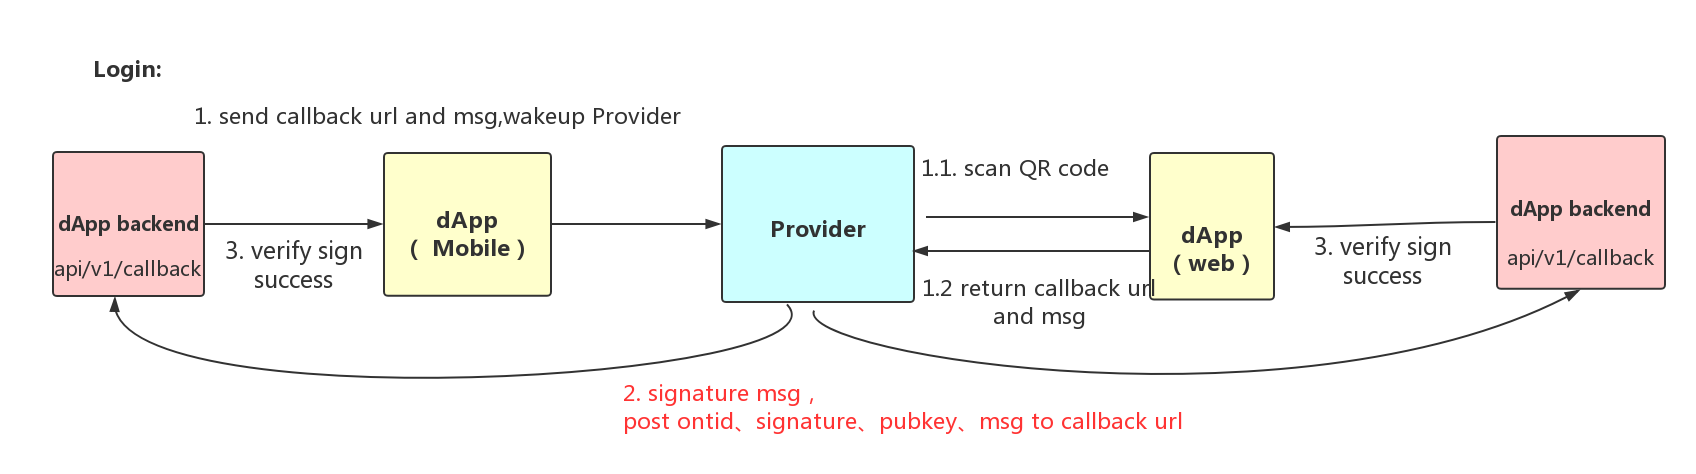 Login:
1. send callback url and msg,wakeup Provider
dApp backend
api/v1/callback
3. verify sign
success
dApp
( Mobile )
Provider
1.1. scan QR code
1.2 return callback url
and msg
dApp
( web )
3. verify sign
success
dApp backend
api/v1/callback
2. signature msg ,
post ontid、signature、pubkey、msg to callback url